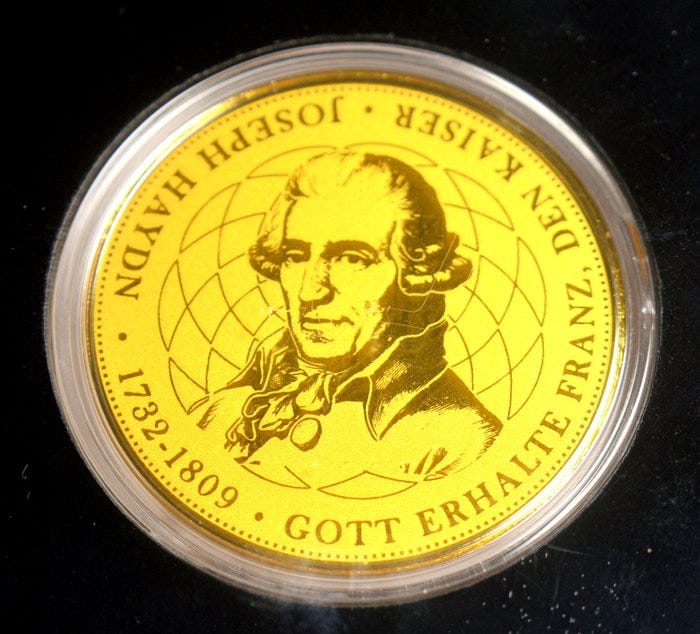 JOSEPH HAYDN • 1732-1809 • GOTT ERHALTE FRANZ, DEN KAISER •